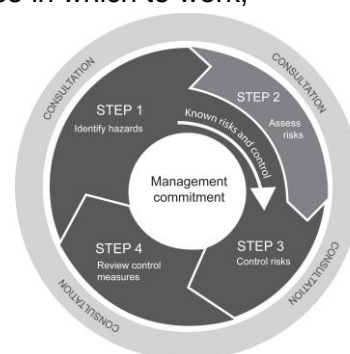 in which to work,
CONSULTATION
CONSULTATION
STEP 1
Identify hazards
STEP 2
Assess
risks
Known risks and control
Management
commitment
STEP 4
Review control
measures
STEP 3
Control risks
CONSULTATION
CONSULTATION